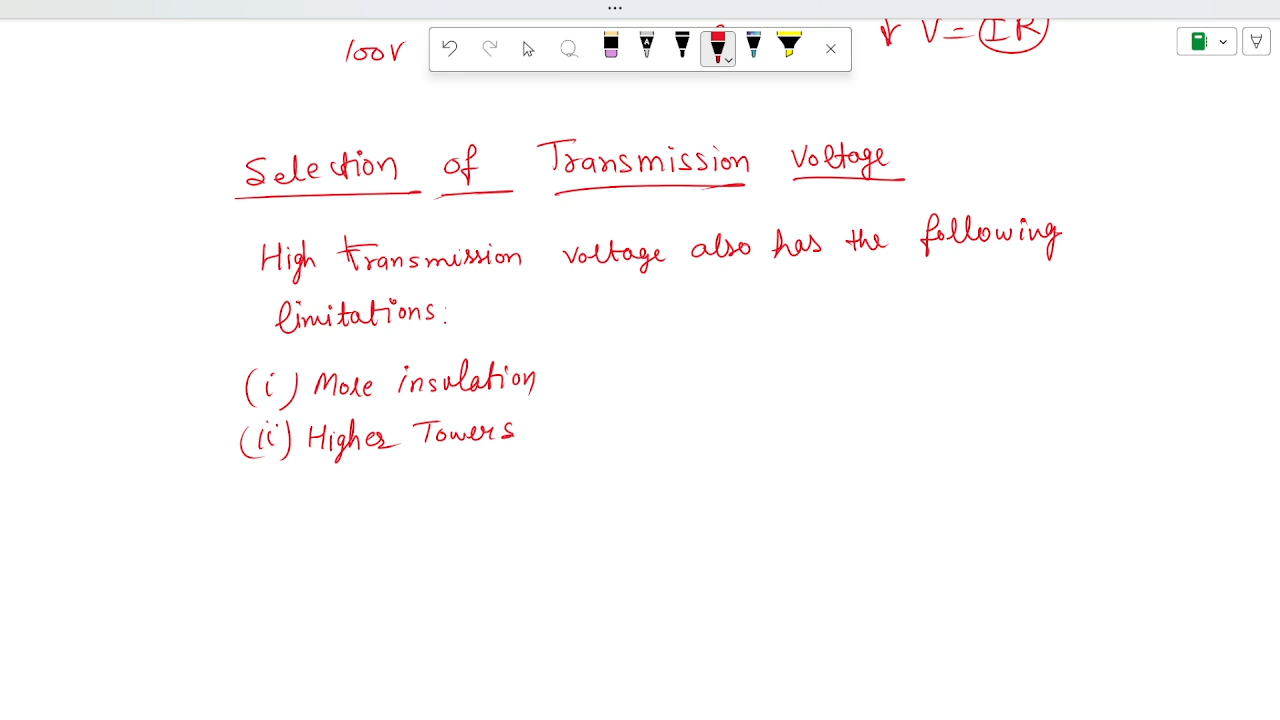 100V
V = IR
Selection of Transmission Voltage
High transmission voltage also has the following
limitations:
(i) More insulation
(ii) Higher Towers